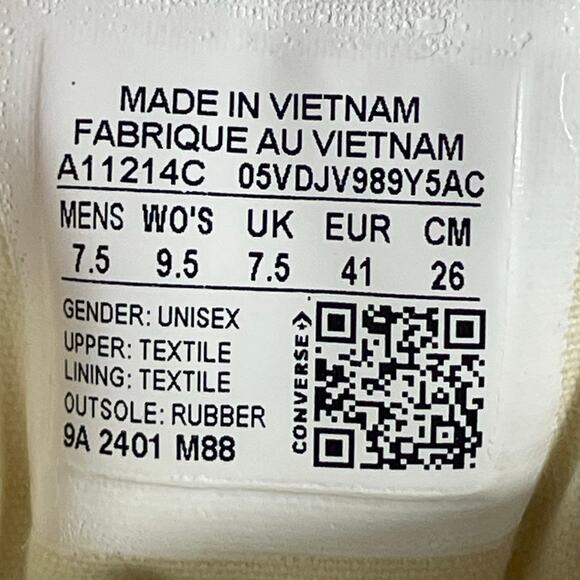 MADE IN VIETNAM
FABRIQUE AU VIETNAM
A11214C 05VDJV989Y5AC
MENS WO'S UK EUR CM
7.5 9.5 7.5 41 26
GENDER: UNISEX
UPPER: TEXTILE
LINING: TEXTILE
OUTSOLE: RUBBER
9A 2401 M88
CONVERSE